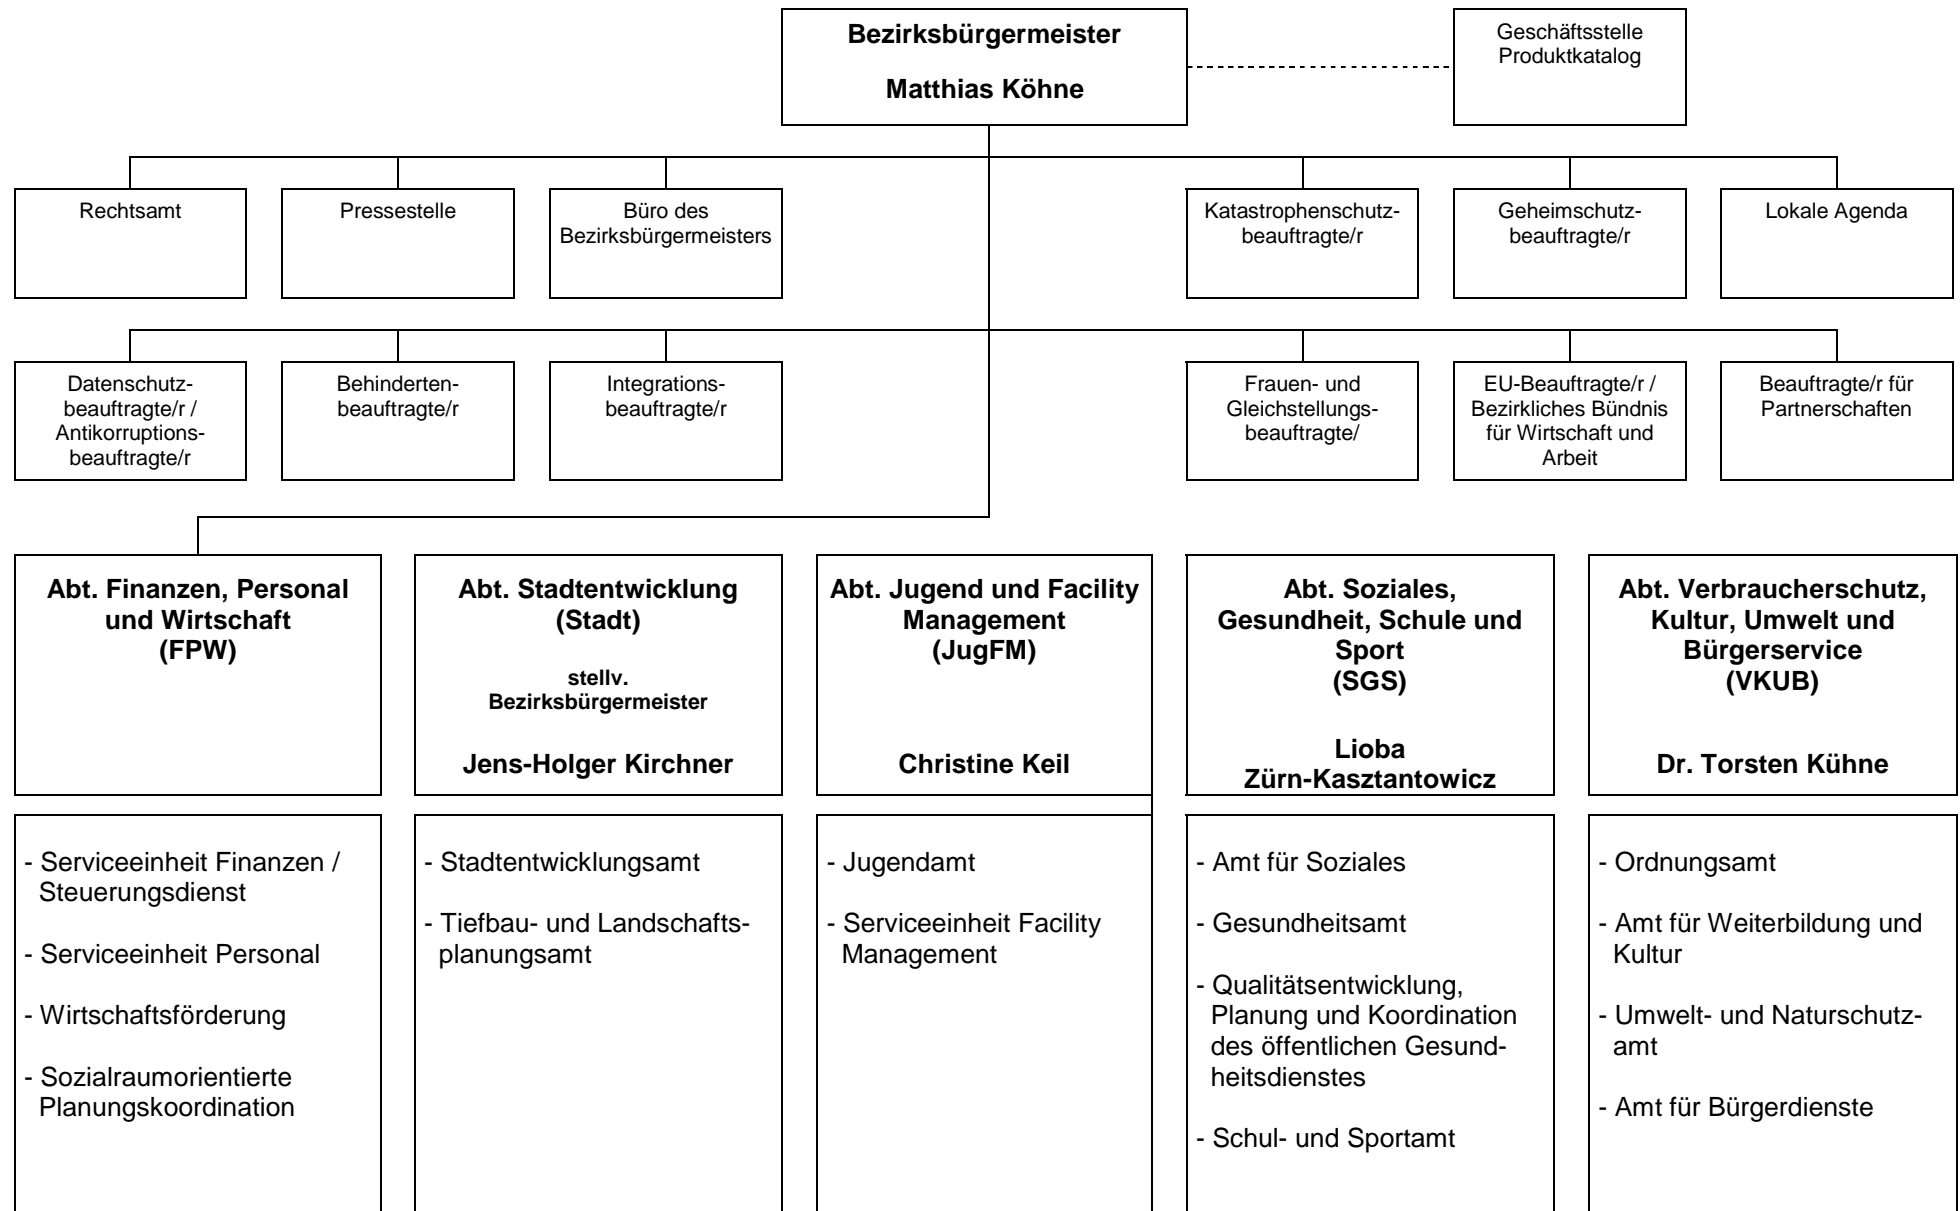 Bezirksbürgermeister
Matthias Köhne
Geschäftsstelle
Produktkatalog
Rechtsamt
Pressestelle
Büro des
Bezirksbürgermeisters
Katastrophenschutz-
beauftragte/r
Geheimschutz-
beauftragte/r
Lokale Agenda
Datenschutz-
beauftragte/r /
Antikorruptions-
beauftragte/r
Behinderten-
beauftragte/r
Integrations-
beauftragte/r
Frauen- und
Gleichstellungs-
beauftragte/
EU-Beauftragte/r /
Bezirkliches Bündnis
für Wirtschaft und
Arbeit
Beauftragte/r für
Partnerschaften
Abt. Finanzen, Personal
und Wirtschaft
(FPW)
Abt. Stadtentwicklung
(Stadt)
stellv.
Bezirksbürgermeister
Jens-Holger Kirchner
Abt. Jugend und Facility
Management
(JugFM)
Christine Keil
Abt. Soziales,
Gesundheit, Schule und
Sport
(SGS)
Lioba
Zürn-Kasztantowicz
Abt. Verbraucherschutz,
Kultur, Umwelt und
Bürgerservice
(VKUB)
Dr. Torsten Kühne
- Serviceeinheit Finanzen /
Steuerungsdienst
- Serviceeinheit Personal
- Wirtschaftsförderung
- Sozialraumorientierte
Planungskoordination
- Stadtentwicklungsamt
- Tiefbau- und Landschafts-
planungsamt
- Jugendamt
- Serviceeinheit Facility
Management
- Amt für Soziales
- Gesundheitsamt
- Qualitätsentwicklung,
Planung und Koordination
des öffentlichen Gesund-
heitsdienstes
- Schul- und Sportamt
- Ordnungsamt
- Amt für Weiterbildung und
Kultur
- Umwelt- und Naturschutz-
amt
- Amt für Bürgerdienste